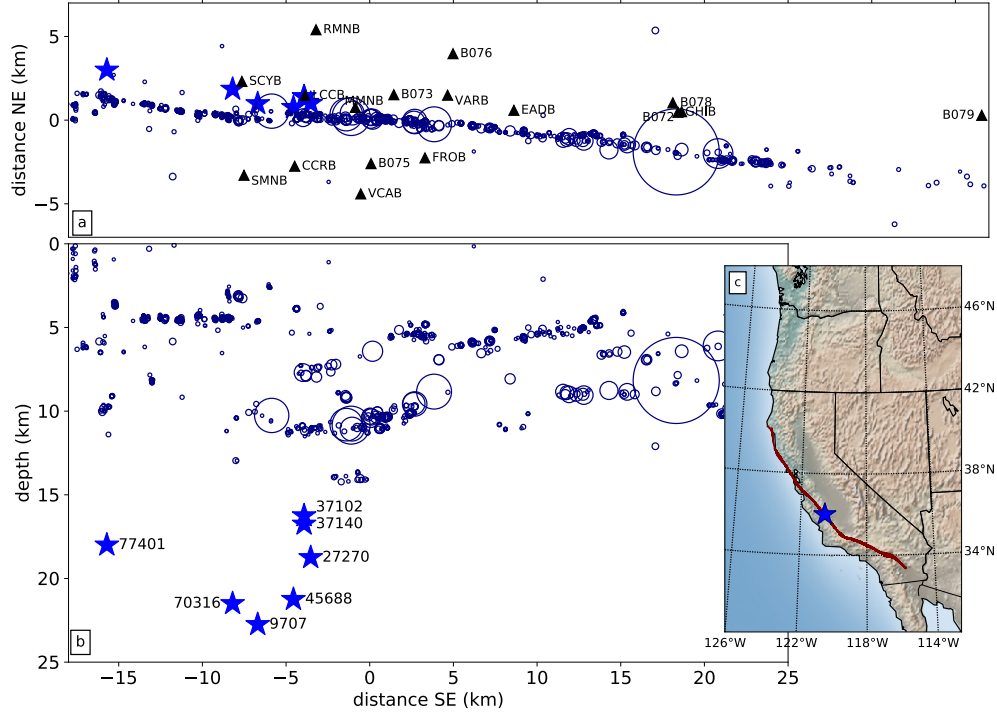 5
0
−5
distance NE (km)
RMNB
B076
SCYB
LCCB
MMNB
B073
VARB
EADB
B078
B072
GHIB
B079
SMNB
CCRB
B075
FROB
VCAB
a
0
5
10
15
20
25
depth (km)
37102
37140
77401
27270
70316
45688
9707
b
−15
−10
−5
0
5
10
15
20
25
distance SE (km)
c
46°N
42°N
38°N
34°N
126°W
122°W
118°W
114°W